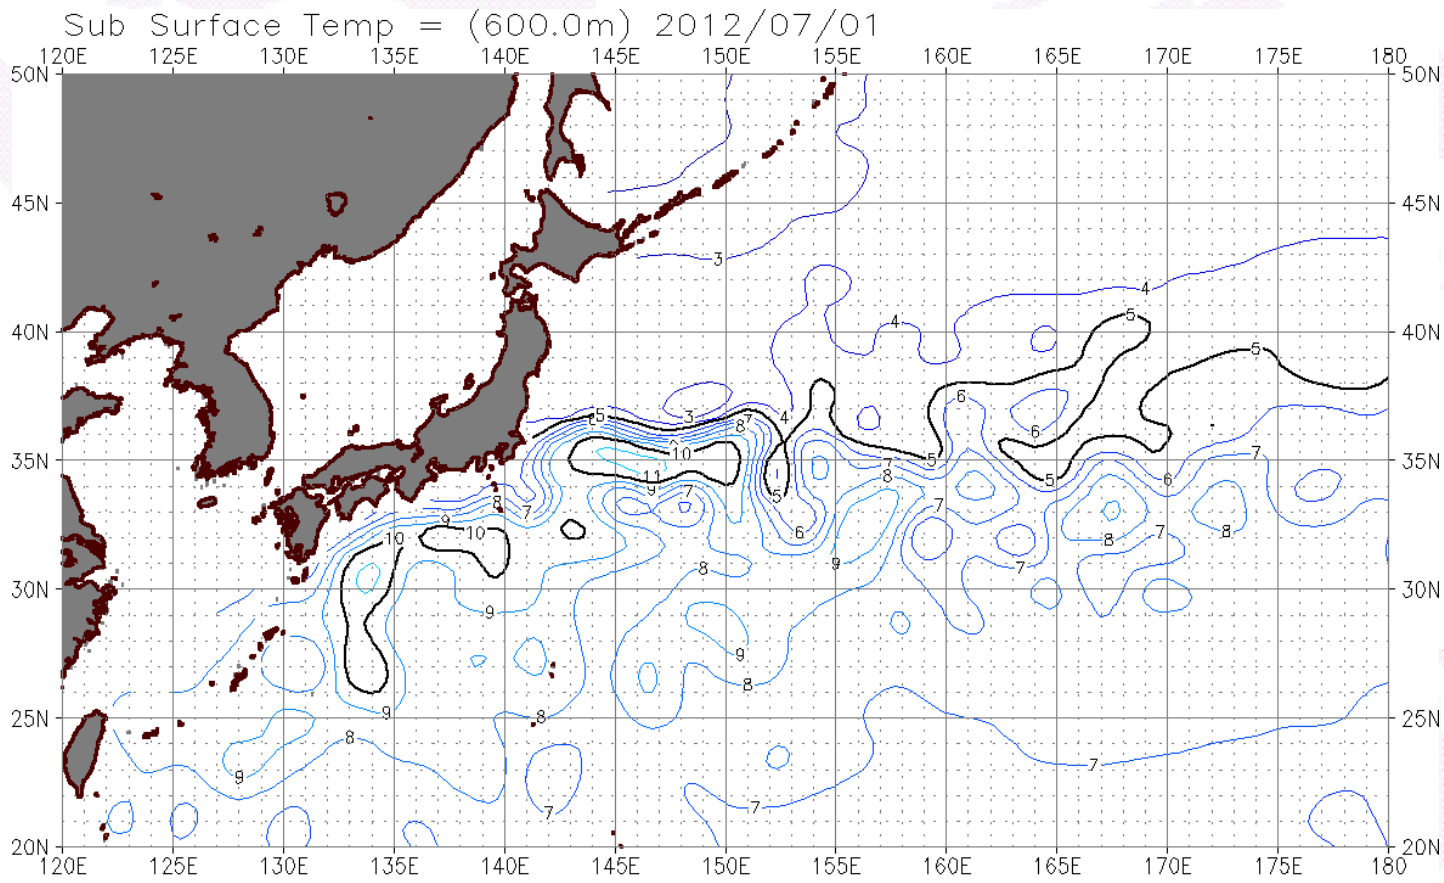 Sub Surface Temp = (600.0m) 2012/07/01
120E 125E 130E 135E 140E 145E 150E 155E 160E 165E 170E 175E 180
50N 50N
45N 45N
3
4
5
40N 4 40N
5
6
5 3 4 8 7
6
9 10 5 7
35N 11 35N
9 7 5 8 5 6 7
8 7 6 7
9 10 10 8 7 8
9 7
30N 8 30N
9
9
8
9 8
25N 25N
8
9 7
7 7
20N 20N
120E 125E 130E 135E 140E 145E 150E 155E 160E 165E 170E 175E 180